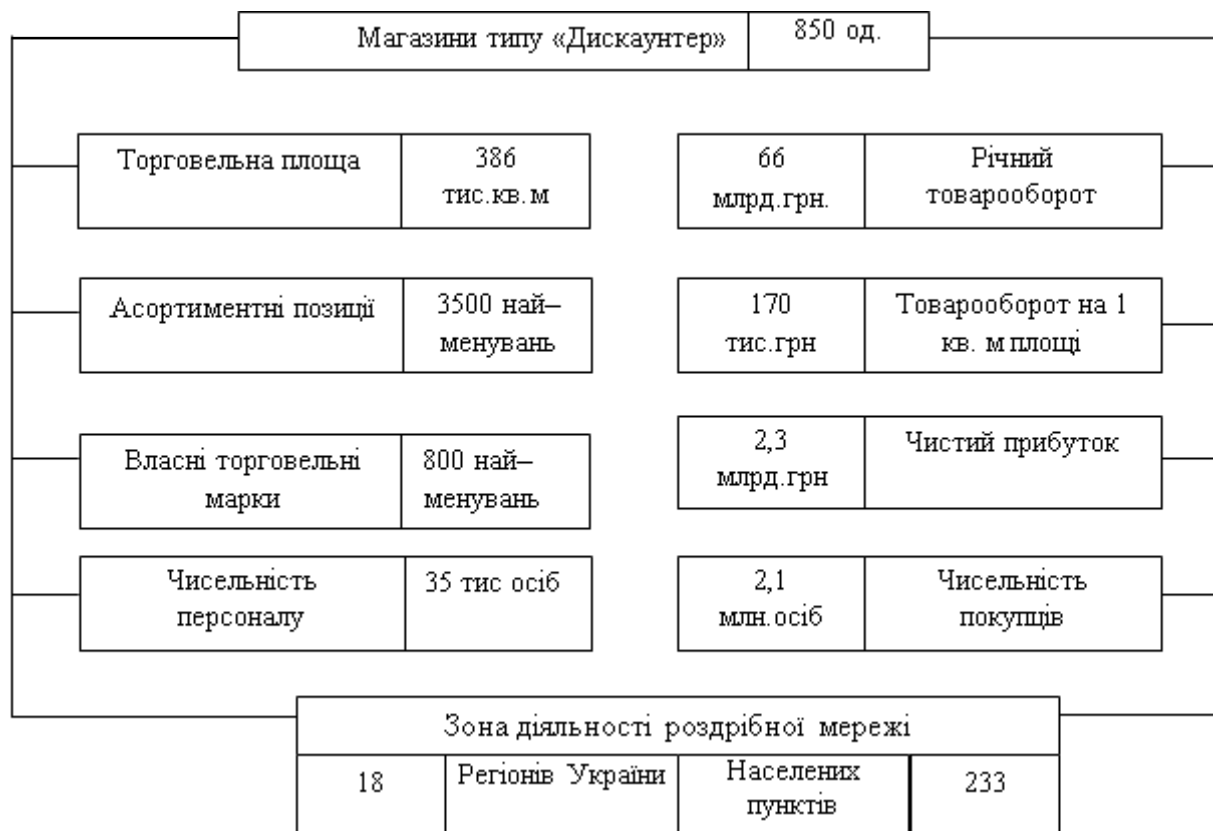 Магазини типу «Дискаунтер»
850 од.
Торговельна площа
386
тис.кв.м
66
млрд.грн.
Річний
товарооборот
Асортиментні позиції
3500 най–
менувань
170
тис.грн
Товарооборот на 1
кв. м площі
Власні торговельні
марки
800 най–
менувань
2,3
млрд.грн
Чистий прибуток
Чисельність
персоналу
35 тис осіб
2,1
млн.осіб
Чисельність
покупців
Зона діяльності роздрібної мережі
18
Регіонів України
Населених
пунктів
233